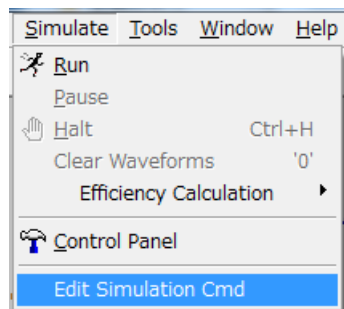 Simulate Tools Window Help
Run
Pause
Halt Ctrl+H
Clear Waveforms '0'
Efficiency Calculation
Control Panel
Edit Simulation Cmd